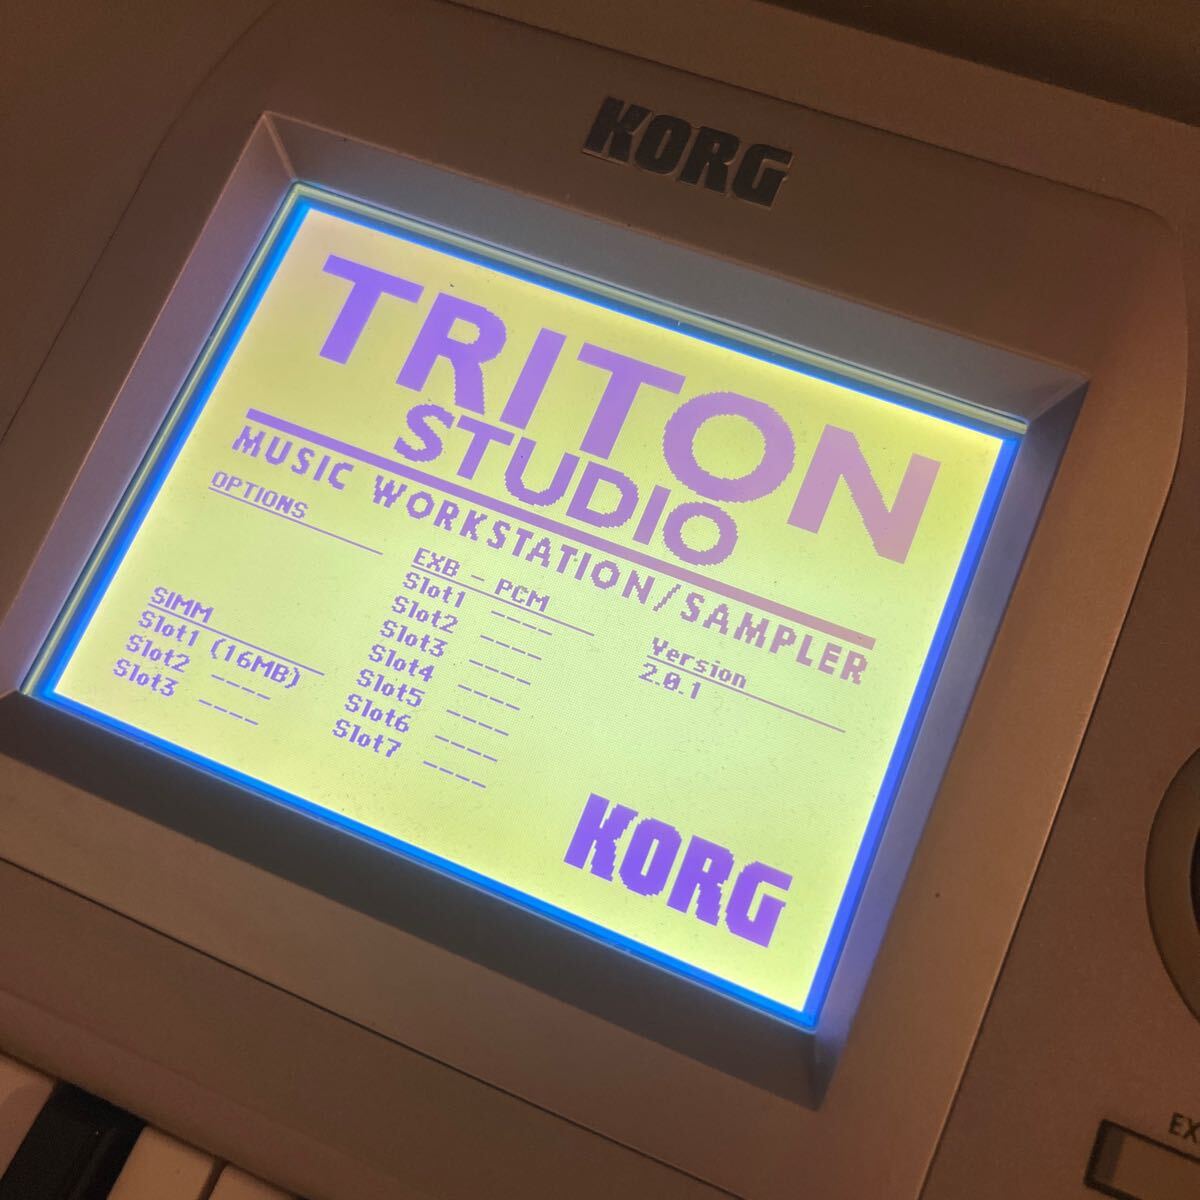 KORG
TRITON
STUDIO
MUSIC WORKSTATION/SAMPLER
OPTIONS
SIMM
Slot1 (16MB)
Slot2 ----
Slot3 ----
EXB - PCM
Slot1 ----
Slot2 ----
Slot3 ----
Slot4 ----
Slot5 ----
Slot6 ----
Slot7 ----
Version
2.0.1
KORG